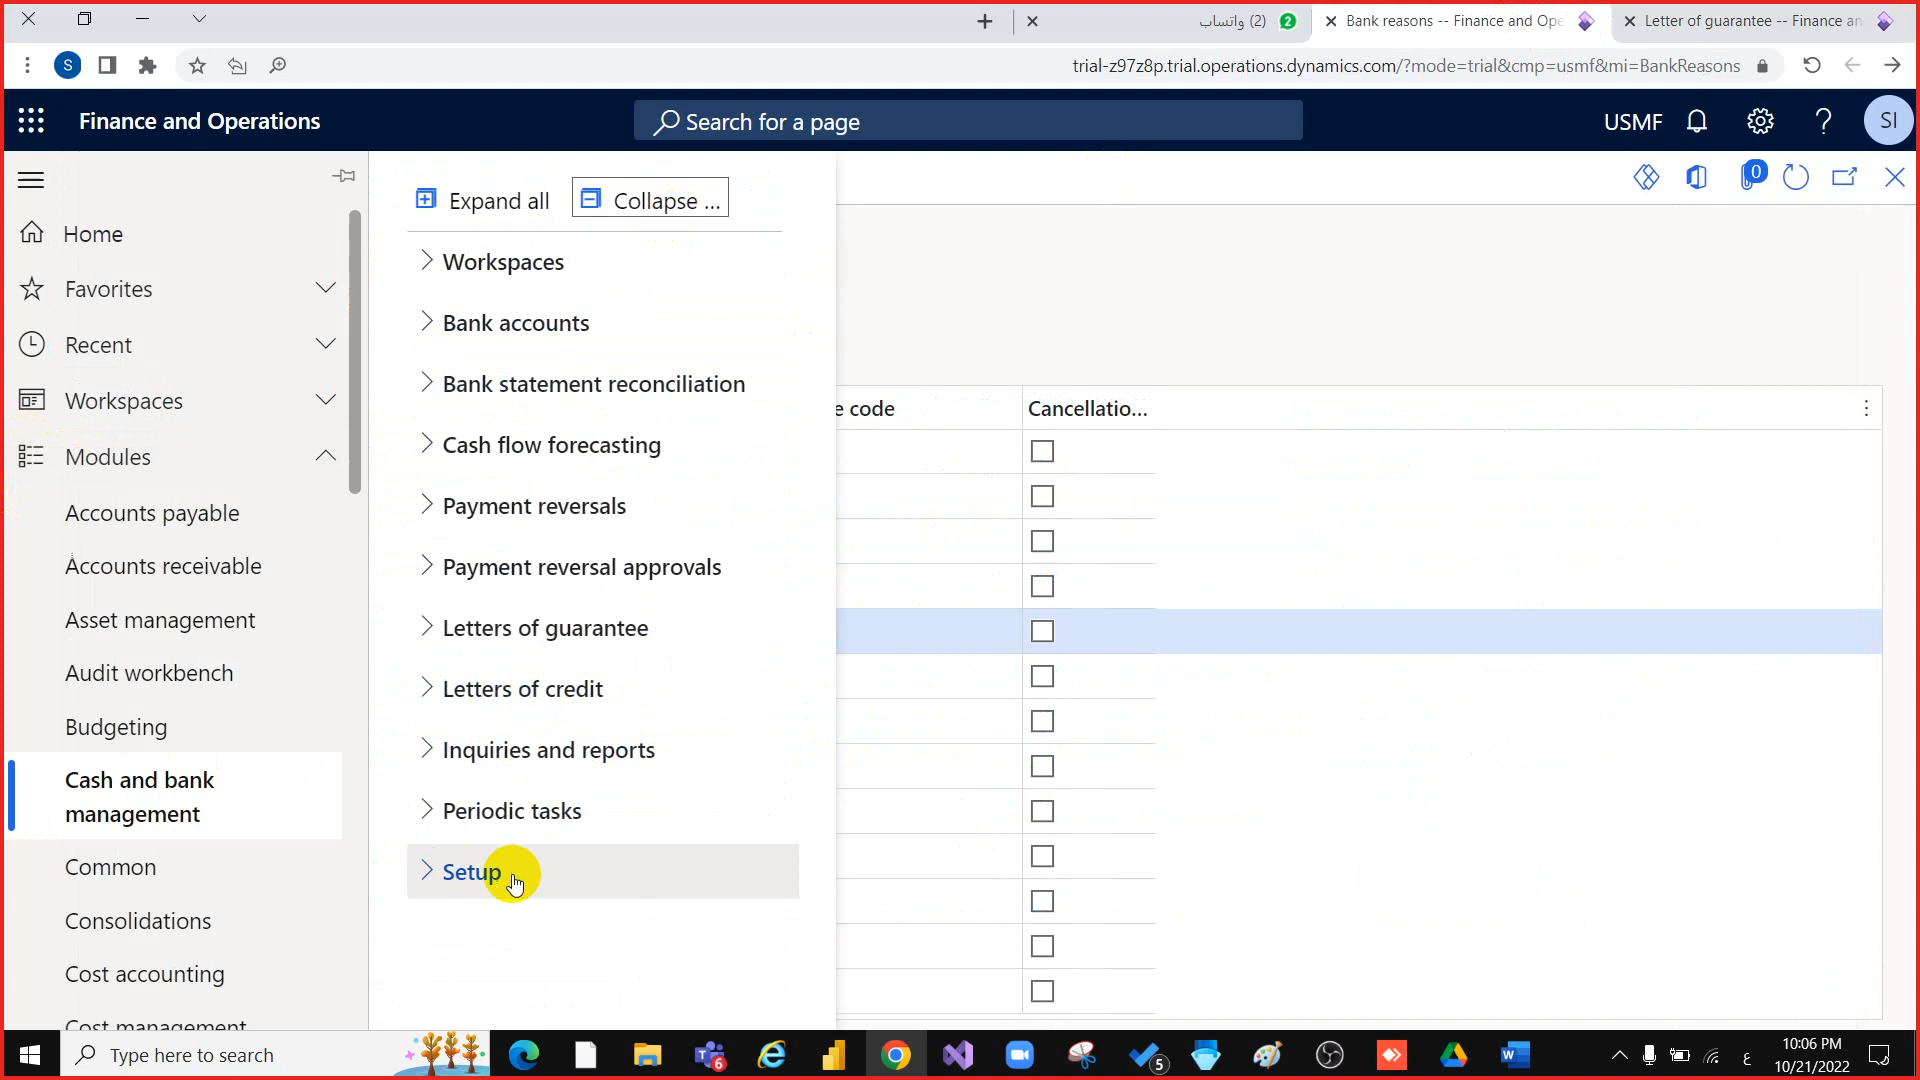 واتساب (2)
2
Bank reasons -- Finance and Ope
Letter of guarantee -- Finance an
S
trial-z97z8p.trial.operations.dynamics.com/?mode=trial&cmp=usmf&mi=BankReasons
Finance and Operations
Search for a page
USMF
?
SI
0
Expand all
Collapse ...
Home
Favorites
Recent
Workspaces
Modules
Accounts payable
Accounts receivable
Asset management
Audit workbench
Budgeting
Cash and bank
management
Common
Consolidations
Cost accounting
Cost management
Workspaces
Bank accounts
Bank statement reconciliation
Cash flow forecasting
Payment reversals
Payment reversal approvals
Letters of guarantee
Letters of credit
Inquiries and reports
Periodic tasks
Setup
e code
Cancellatio...
Type here to search
6
5
ع
10:06 PM
10/21/2022